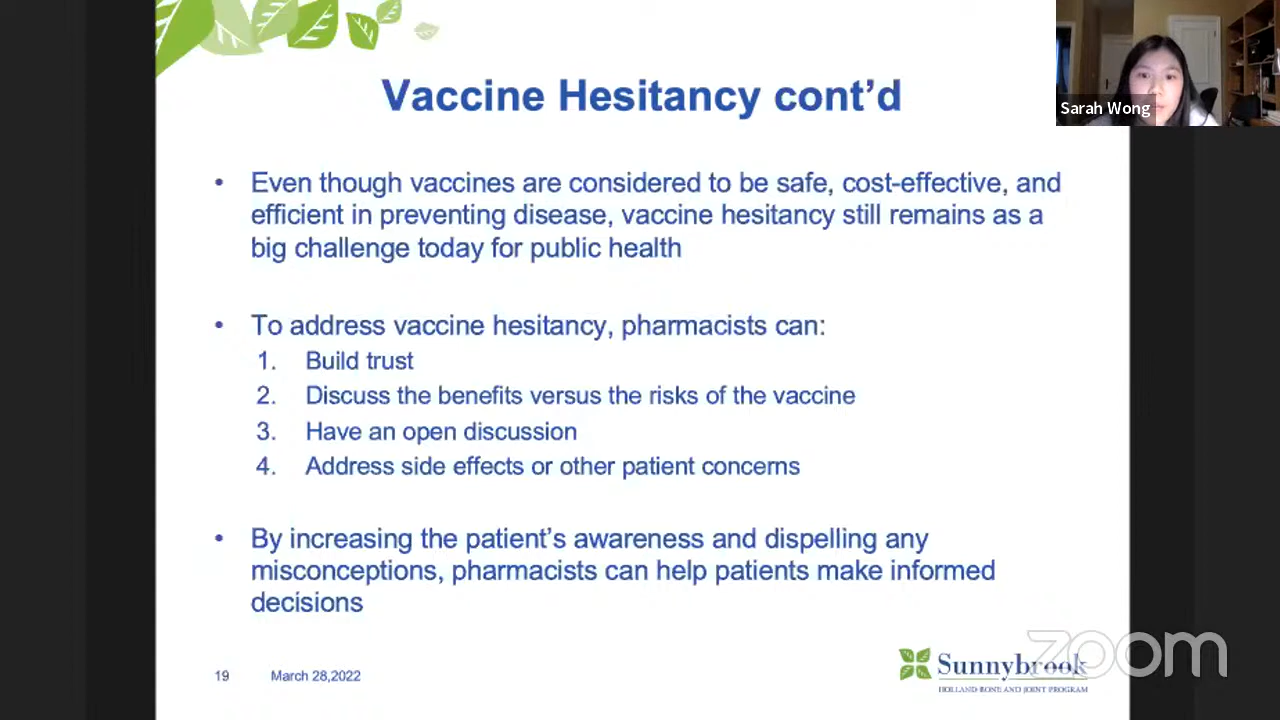 Vaccine Hesitancy cont'd
Sarah Wong
• Even though vaccines are considered to be safe, cost-effective, and
efficient in preventing disease, vaccine hesitancy still remains as a
big challenge today for public health
• To address vaccine hesitancy, pharmacists can:
1. Build trust
2. Discuss the benefits versus the risks of the vaccine
3. Have an open discussion
4. Address side effects or other patient concerns
• By increasing the patient's awareness and dispelling any
misconceptions, pharmacists can help patients make informed
decisions
19 March 28,2022
Sunnybrook
HOLLAND BONE AND JOINT PROGRAM
zoom